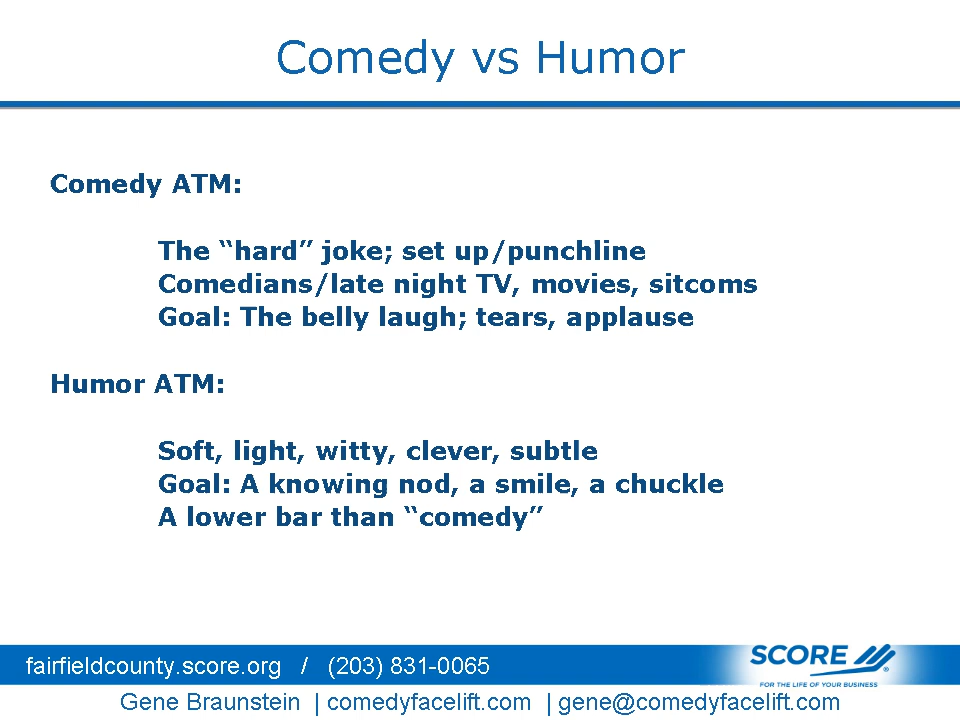 Comedy vs Humor
Comedy ATM:
The “hard” joke; set up/punchline
Comedians/late night TV, movies, sitcoms
Goal: The belly laugh; tears, applause
Humor ATM:
Soft, light, witty, clever, subtle
Goal: A knowing nod, a smile, a chuckle
A lower bar than “comedy”
fairfieldcounty.score.org / (203) 831-0065
SCORE ®
FOR THE LIFE OF YOUR BUSINESS
Gene Braunstein | comedyfacelift.com | gene@comedyfacelift.com